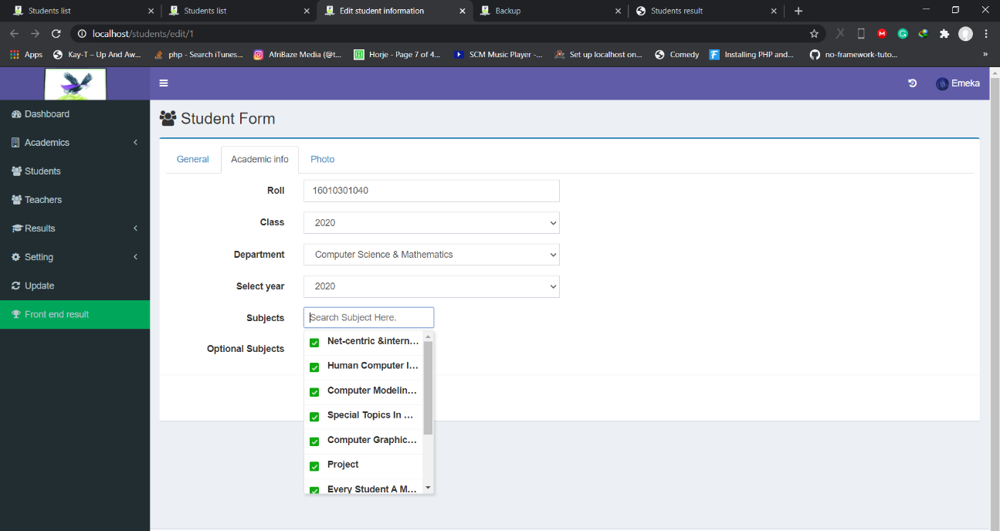 Students list
Students list
Edit student information
Backup
Students result
localhost/students/edit/1
Apps
Kay-T – Up And Aw...
php - Search iTunes...
AfriBaze Media (@t...
Horje - Page 7 of 4...
SCM Music Player -...
Set up localhost on...
Comedy
Installing PHP and...
no-framework-tuto...
»
Emeka
Dashboard
Academics
Students
Teachers
Results
Setting
Update
Front end result
Student Form
General
Academic info
Photo
Roll
16010301040
Class
2020
Department
Computer Science & Mathematics
Select year
2020
Subjects
Search Subject Here.
Optional Subjects
Net-centric &intern...
Human Computer I...
Computer Modelin...
Special Topics In ...
Computer Graphic...
Project
Every Student A M...